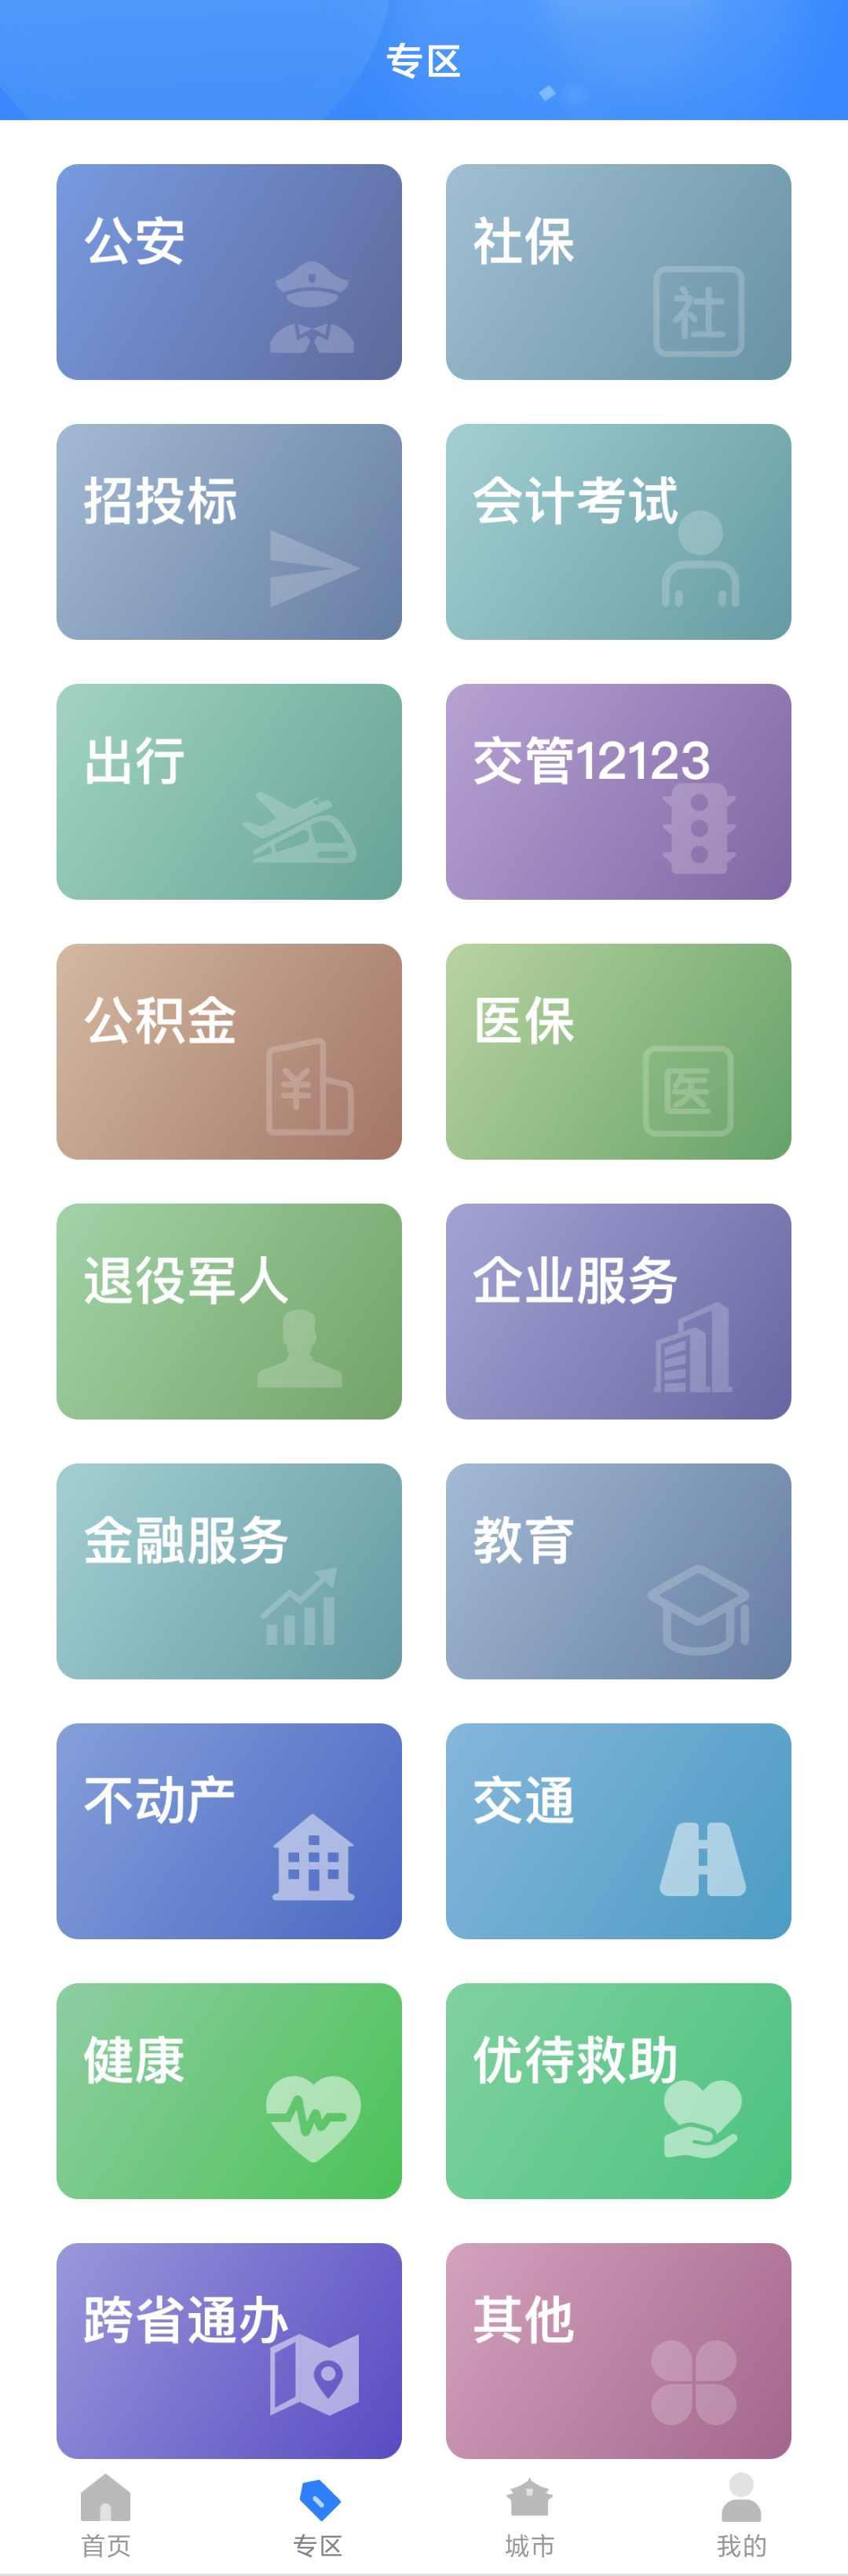 专区
公安
社保
社
招投标
会计考试
出行
交管12123
公积金
¥
医保
医
退役军人
企业服务
金融服务
教育
不动产
交通
健康
优待救助
跨省通办
其他
首页
专区
城市
我的